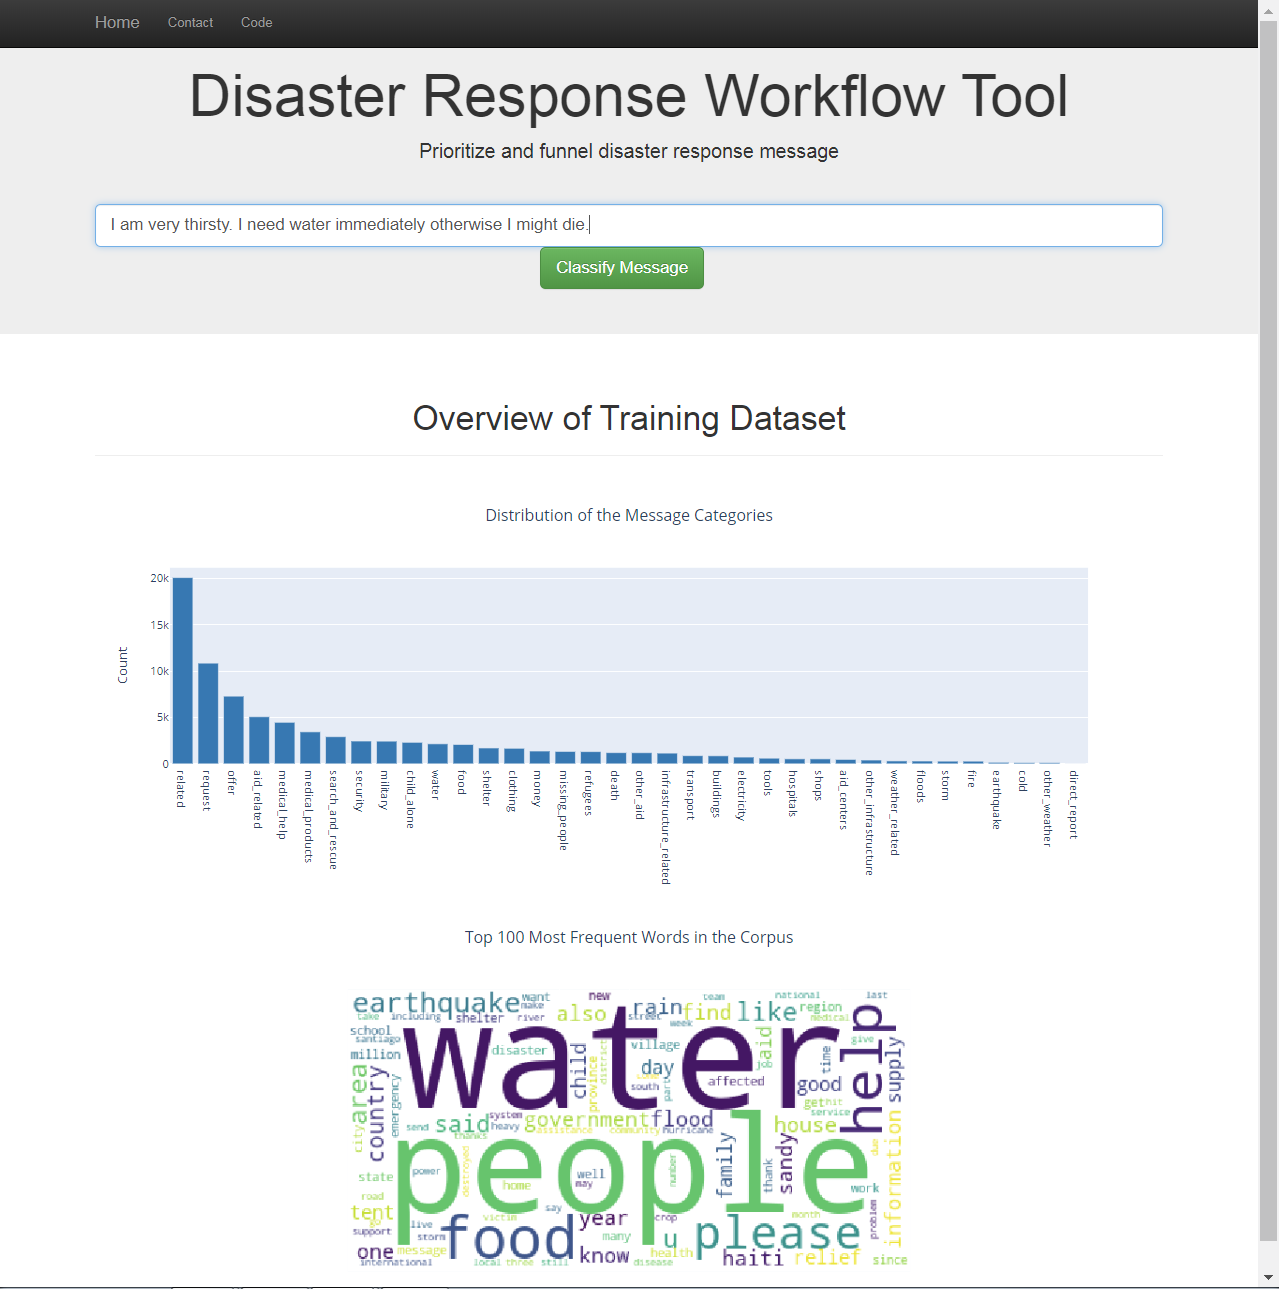 Home Contact Code
Disaster Response Workflow Tool
Prioritize and funnel disaster response message
I am very thirsty. I need water immediately otherwise I might die.
Classify Message
Overview of Training Dataset
Distribution of the Message Categories
20k
15k
10k
5k
0
Count
related
request
offer
aid_related
medical_help
medical_products
search_and_rescue
security
military
child_alone
water
food
shelter
clothing
money
missing_people
refugees
death
other_aid
infrastructure_related
transport
buildings
electricity
tools
hospitals
shops
aid_centers
other_infrastructure
weather_related
floods
storm
fire
earthquake
cold
other_weather
direct_report
Top 100 Most Frequent Words in the Corpus
earthquake
want
make
new
team
national
last
take
including
shelter
river
also
street
rain
week
find
like
region
medical
school
santiago
million
water
disaster
child
province
district
village
day
south
part
affected
said
good
time
give
help
supply
area
country
emergency
city
send
said
thanks
system
heavy
government
assistance
community
flood
hurricane
get
hit
service
house
people
state
power
destroyed
home
well
may
number
family
thank
sandy
work
due
information
problem
road
tent
go
support
live
storm
victim
say
year
crop
many
u
month
please
food
one
message
international
local
three
still
know
health
disease
haiti
relief
since